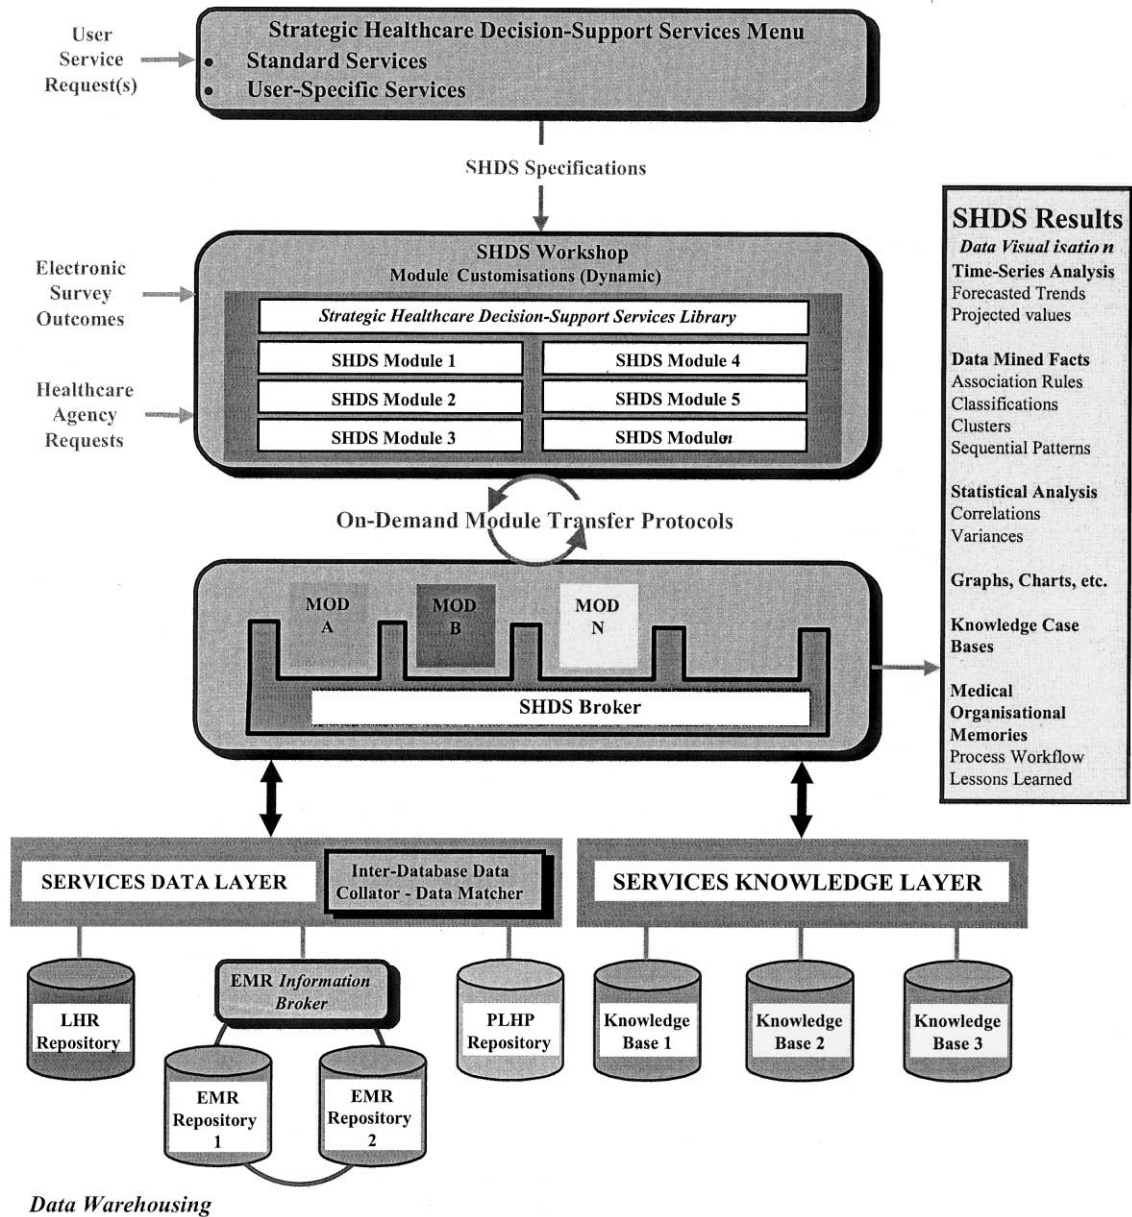 User
Service
Request(s)
Strategic Healthcare Decision-Support Services Menu
• Standard Services
• User-Specific Services
SHDS Specifications
Electronic
Survey
Outcomes
Healthcare
Agency
Requests
SHDS Workshop
Module Customisations (Dynamic)
Strategic Healthcare Decision-Support Services Library
SHDS Module 1
SHDS Module 4
SHDS Module 2
SHDS Module 5
SHDS Module 3
SHDS Modulen
On-Demand Module Transfer Protocols
MOD
A
MOD
B
MOD
N
SHDS Broker
SHDS Results
Data Visual isatio n
Time-Series Analysis
Forecasted Trends
Projected values
Data Mined Facts
Association Rules
Classifications
Clusters
Sequential Patterns
Statistical Analysis
Correlations
Variances
Graphs, Charts, etc.
Knowledge Case
Bases
Medical
Organisational
Memories
Process Workflow
Lessons Learned
SERVICES DATA LAYER
Inter-Database Data
Collator - Data Matcher
SERVICES KNOWLEDGE LAYER
LHR
Repository
EMR Information
Broker
EMR
Repository
1
EMR
Repository
2
PLHP
Repository
Knowledge
Base 1
Knowledge
Base 2
Knowledge
Base 3
Data Warehousing